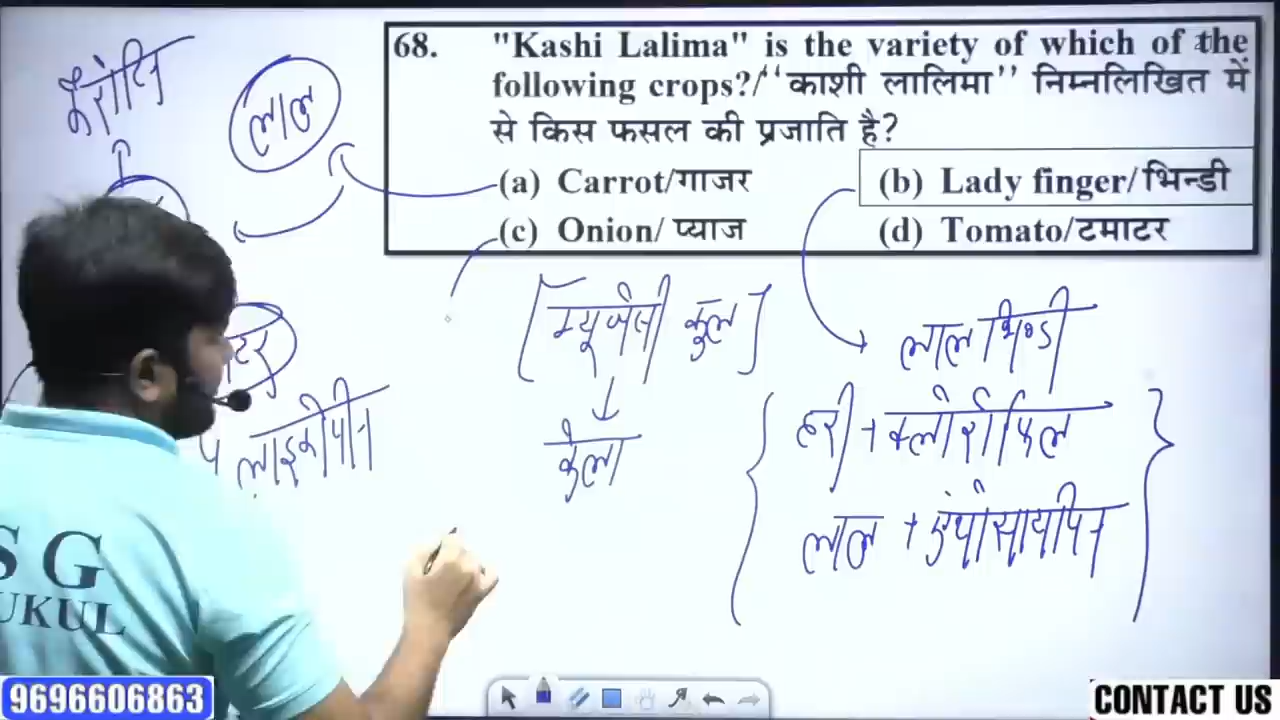 68. "Kashi Lalima" is the variety of which of the
following crops?/‘‘काशी लालिमा’’ निम्नलिखित में
से किस फसल की प्रजाति है?
(a) Carrot/गाजर (b) Lady finger/भिन्डी
(c) Onion/ प्याज (d) Tomato/टमाटर
लाल
लाल भिण्डी
हरी + क्लोरोफिल
केला
लाइकोपीन
S G
UKUL
9696606863
CONTACT US